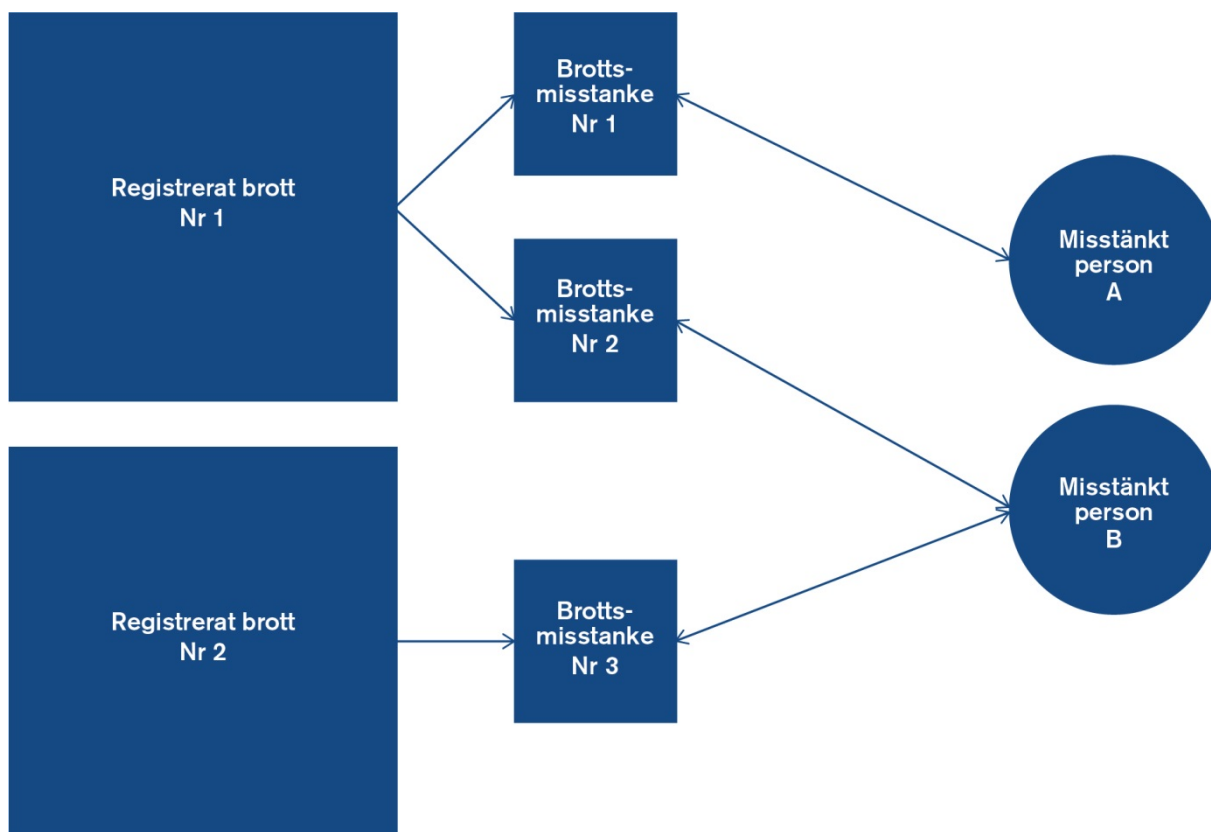 Registrerat brott
Nr 1
Brotts-
misstanke
Nr 1
Brotts-
misstanke
Nr 2
Misstänkt
person
A
Misstänkt
person
B
Registrerat brott
Nr 2
Brotts-
misstanke
Nr 3